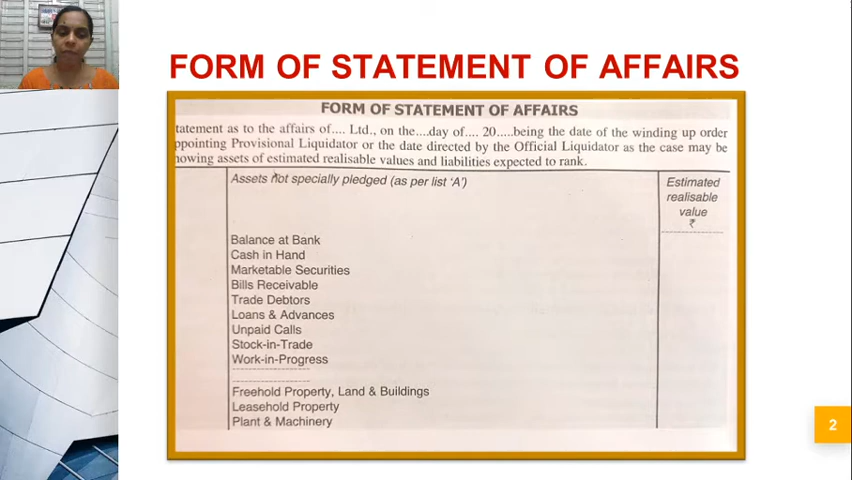 FORM OF STATEMENT OF AFFAIRS
FORM OF STATEMENT OF AFFAIRS
tatement as to the affairs of.... Ltd., on the....day of.... 20.....being the date of the winding up order
ppointing Provisional Liquidator or the date directed by the Official Liquidator as the case may be
howing assets of estimated realisable values and liabilities expected to rank.
Assets not specially pledged (as per list 'A')
Estimated
realisable
value
₹
Balance at Bank
Cash in Hand
Marketable Securities
Bills Receivable
Trade Debtors
Loans & Advances
Unpaid Calls
Stock-in-Trade
Work-in-Progress
Freehold Property, Land & Buildings
Leasehold Property
Plant & Machinery
2